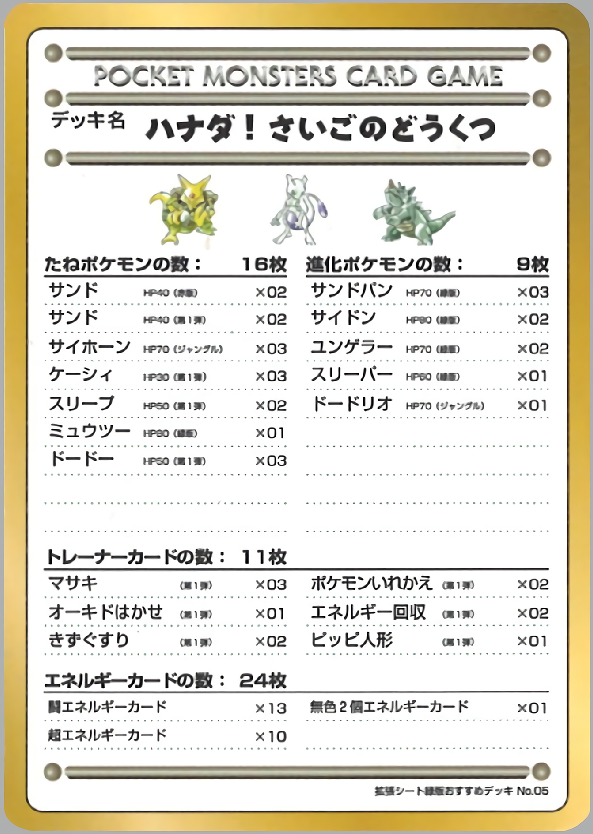 POCKET MONSTERS CARD GAME
デッキ名 ハナダ！さいごのどうくつ
たねポケモンの数： 16枚
サンド HP40（赤版） ×02
サンド HP40（第1弾） ×02
サイホーン HP70（ジャングル） ×03
ケーシィ HP30（第1弾） ×03
スリープ HP50（第1弾） ×02
ミュウツー HP60（緑版） ×01
ドードー HP50（第1弾） ×03
進化ポケモンの数： 9枚
サンドパン HP70（緑版） ×03
サイドン ×02
ユンゲラー HP70（緑版） ×02
スリーパー ×01
ドードリオ HP70（ジャングル） ×01
トレーナーカードの数： 11枚
マサキ （第1弾） ×03
オーキドはかせ （第1弾） ×01
きずぐすり （第1弾） ×02
ポケモンいれかえ （第1弾） ×02
エネルギー回収 （第1弾） ×02
ピッピ人形 （第1弾） ×01
エネルギーカードの数： 24枚
闘エネルギーカード ×13
超エネルギーカード ×10
無色2個エネルギーカード ×01
拡張シート緑版おすすめデッキ No.05